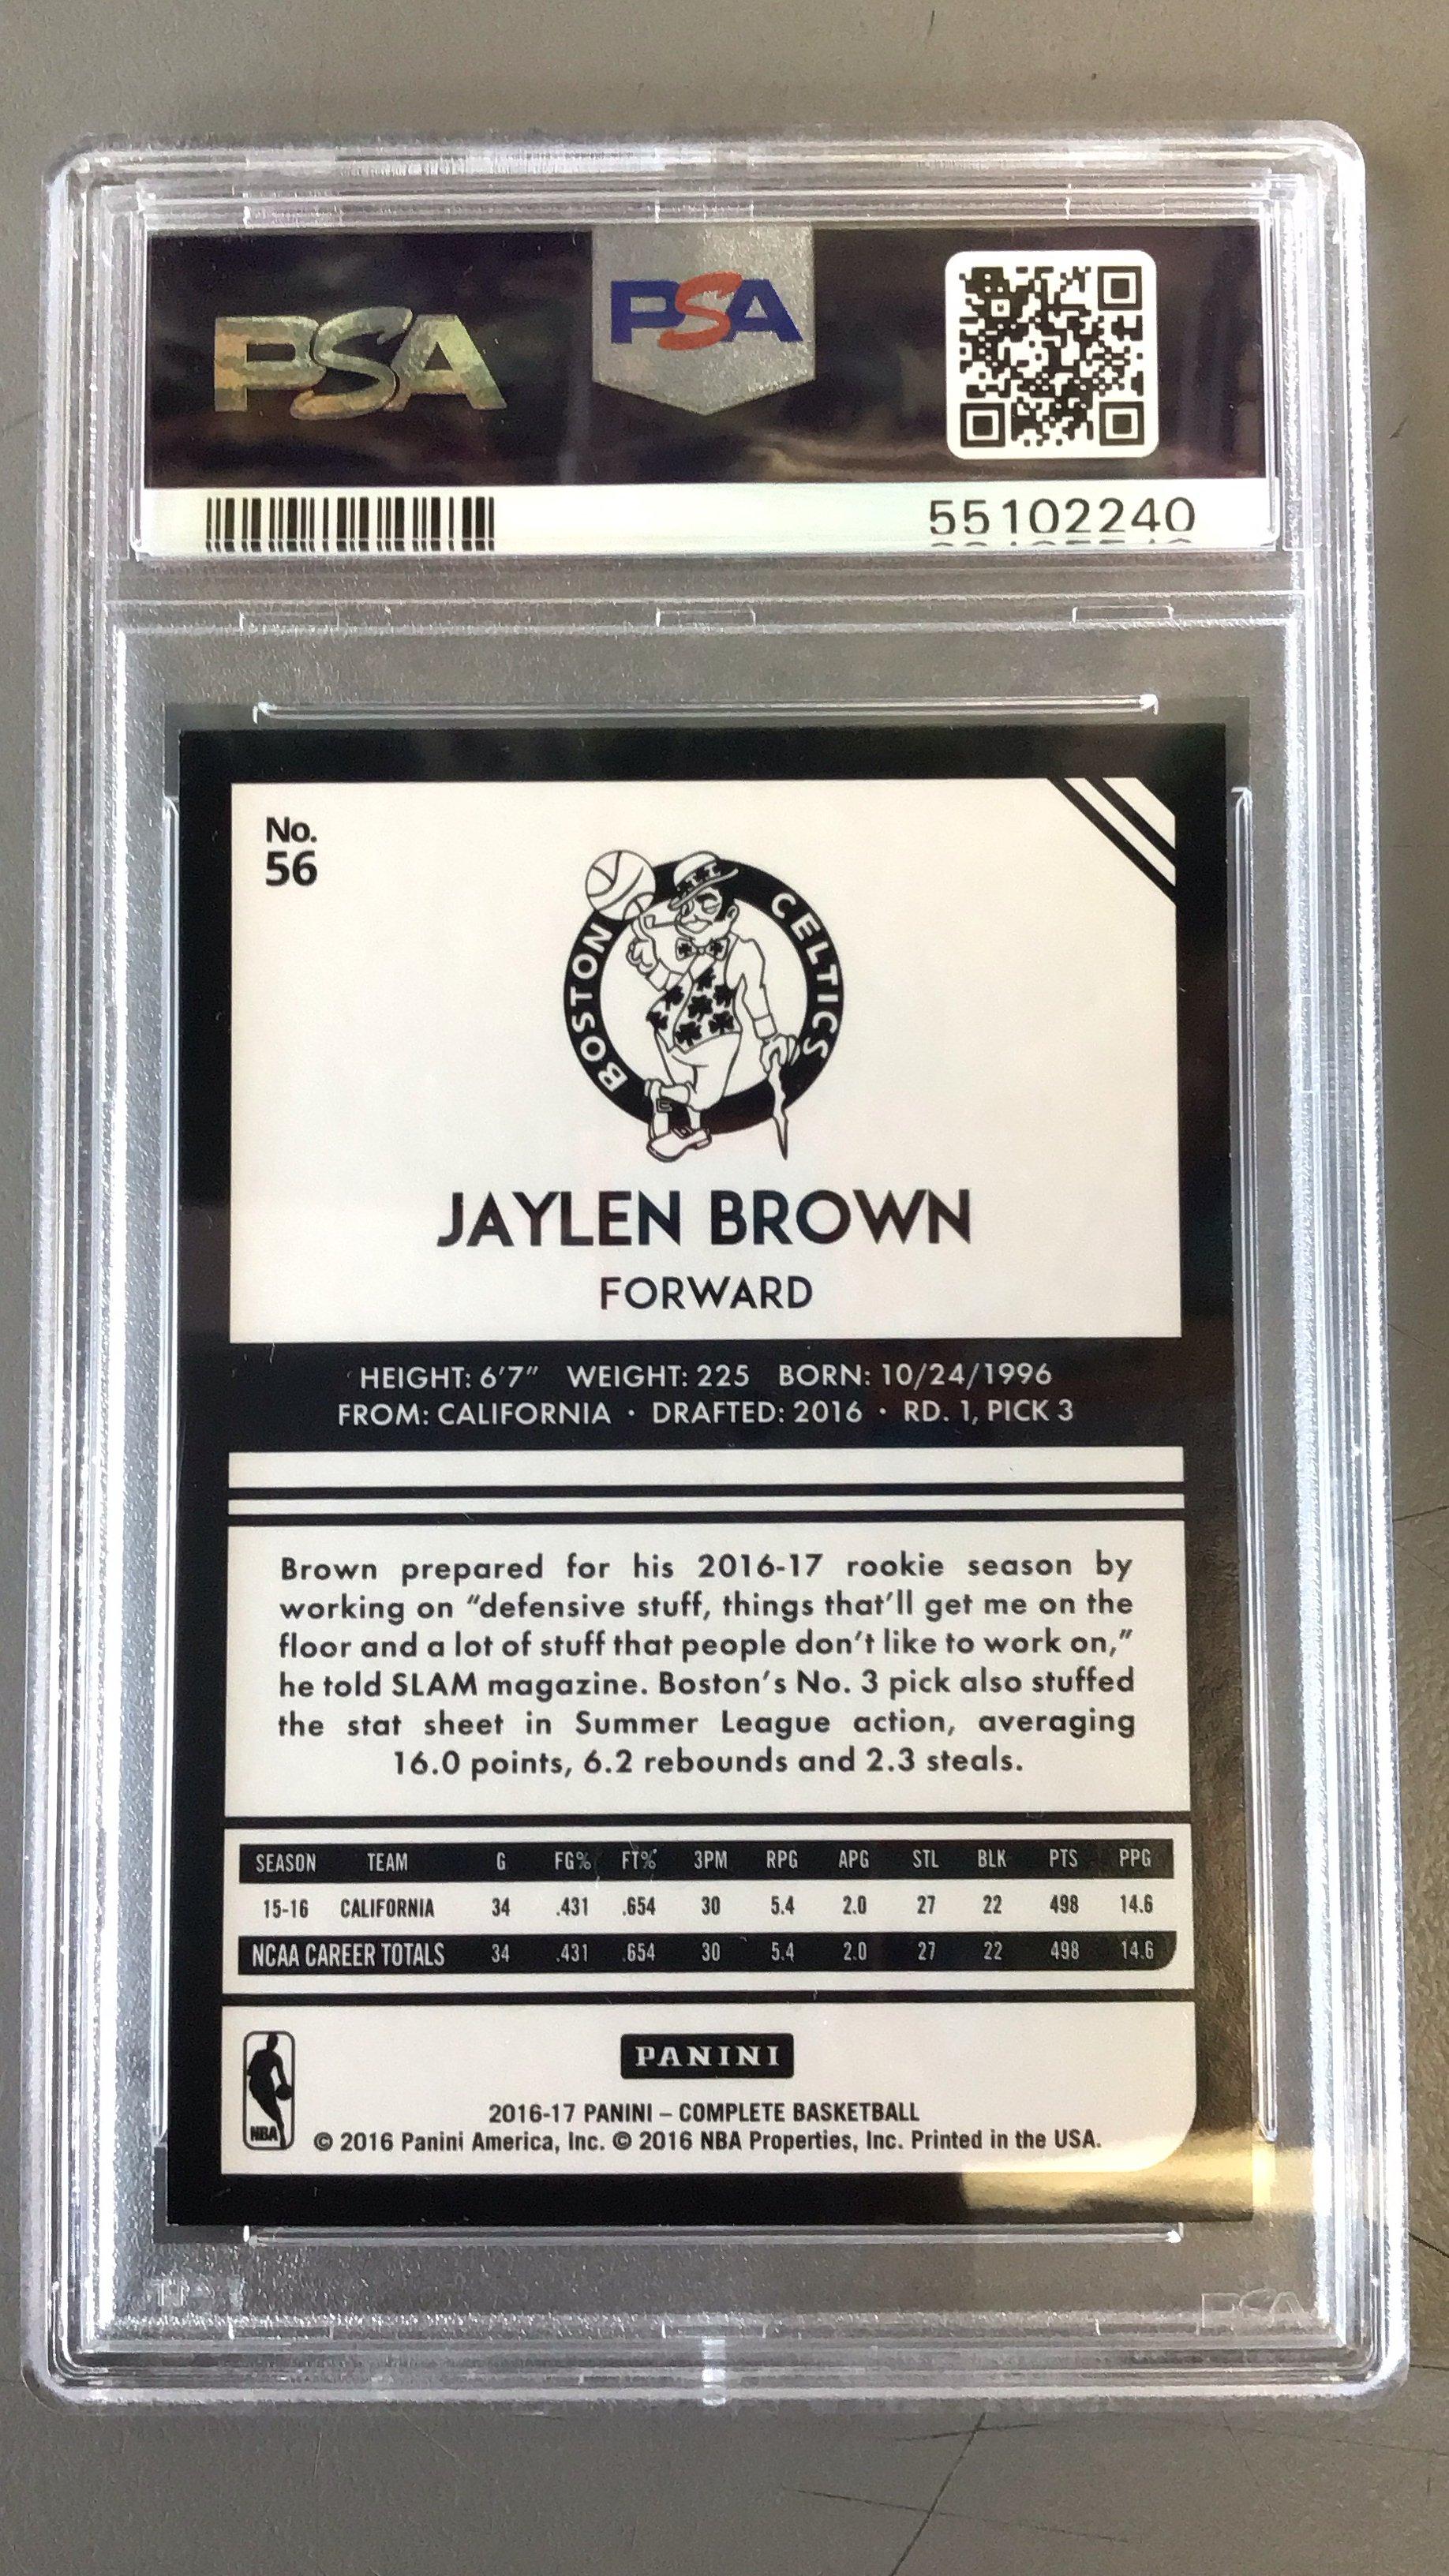 PSA
PSA
55102240
No.
56
BOSTON CELTICS
JAYLEN BROWN
FORWARD
HEIGHT: 6'7" WEIGHT: 225 BORN: 10/24/1996
FROM: CALIFORNIA • DRAFTED: 2016 • RD. 1, PICK 3
Brown prepared for his 2016-17 rookie season by
working on "defensive stuff, things that'll get me on the
floor and a lot of stuff that people don't like to work on,"
he told SLAM magazine. Boston's No. 3 pick also stuffed
the stat sheet in Summer League action, averaging
16.0 points, 6.2 rebounds and 2.3 steals.
SEASON TEAM G FG% FT% 3PM RPG APG STL BLK PTS PPG
15-16 CALIFORNIA 34 .431 .654 30 5.4 2.0 27 22 498 14.6
NCAA CAREER TOTALS 34 .431 .654 30 5.4 2.0 27 22 498 14.6
PANINI
NBA
2016-17 PANINI – COMPLETE BASKETBALL
© 2016 Panini America, Inc. © 2016 NBA Properties, Inc. Printed in the USA.
PSA